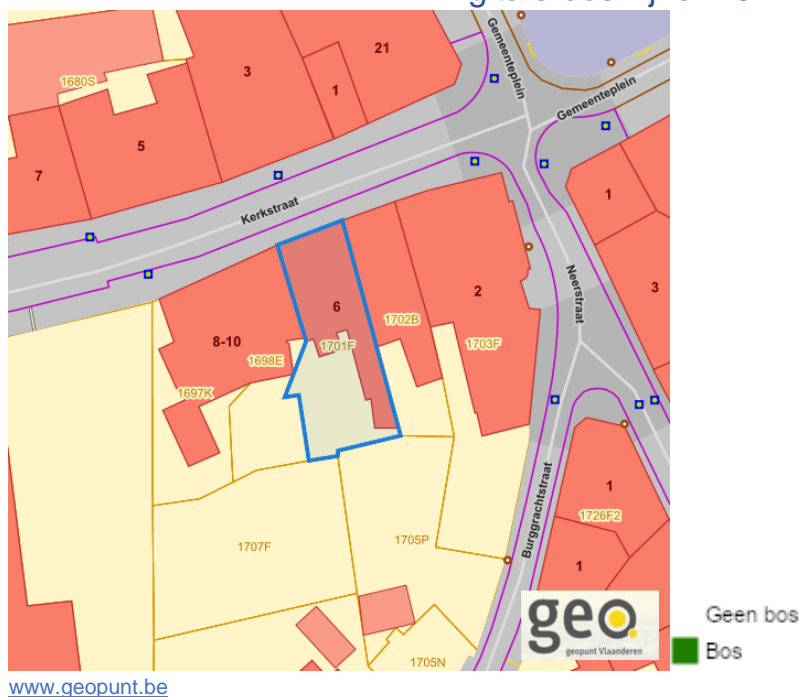 21
3
1
1680S
5
7
Gemeenteplein
Gemeenteplein
Kerkstraat
1
Neerstraat
3
2
6
1702B
1703F
8-10
1701F
1698E
1697K
1
1726F2
Burggrachtstraat
1707F
1705P
1
1705N
geo.
geopunt Vlaanderen
Geen bos
Bos
www.geopunt.be